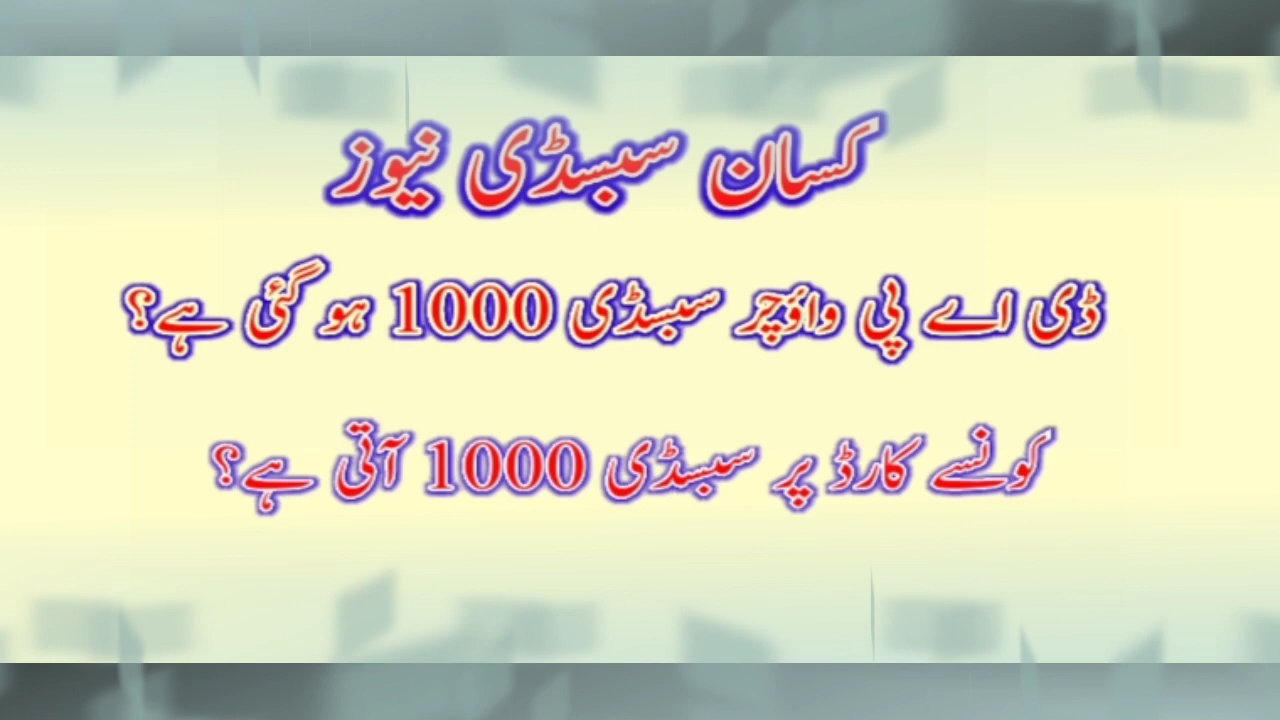 کسان سبسڈی نیوز
ڈی اے پی واؤچر سبسڈی 1000 ہو گئی ہے؟
کونسے کارڈ پر سبسڈی 1000 آتی ہے؟